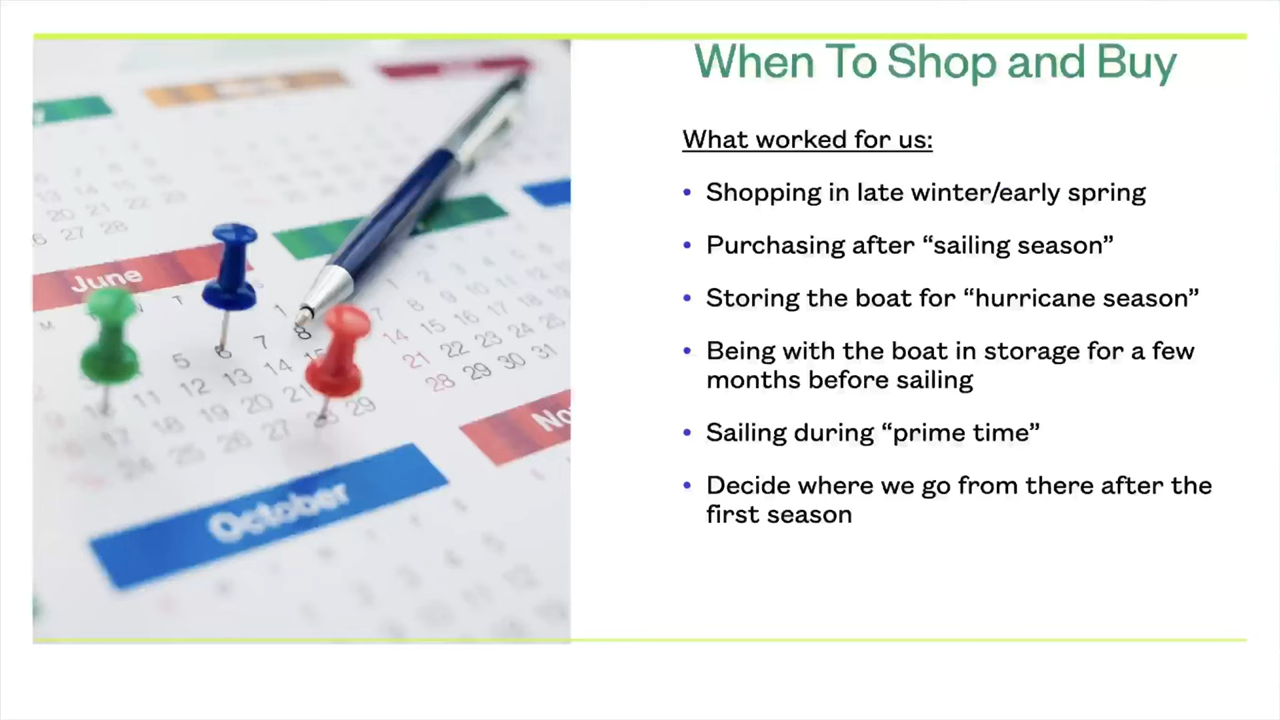 When To Shop and Buy
What worked for us:
• Shopping in late winter/early spring
• Purchasing after “sailing season”
• Storing the boat for “hurricane season”
• Being with the boat in storage for a few
months before sailing
• Sailing during “prime time”
• Decide where we go from there after the
first season
June
October